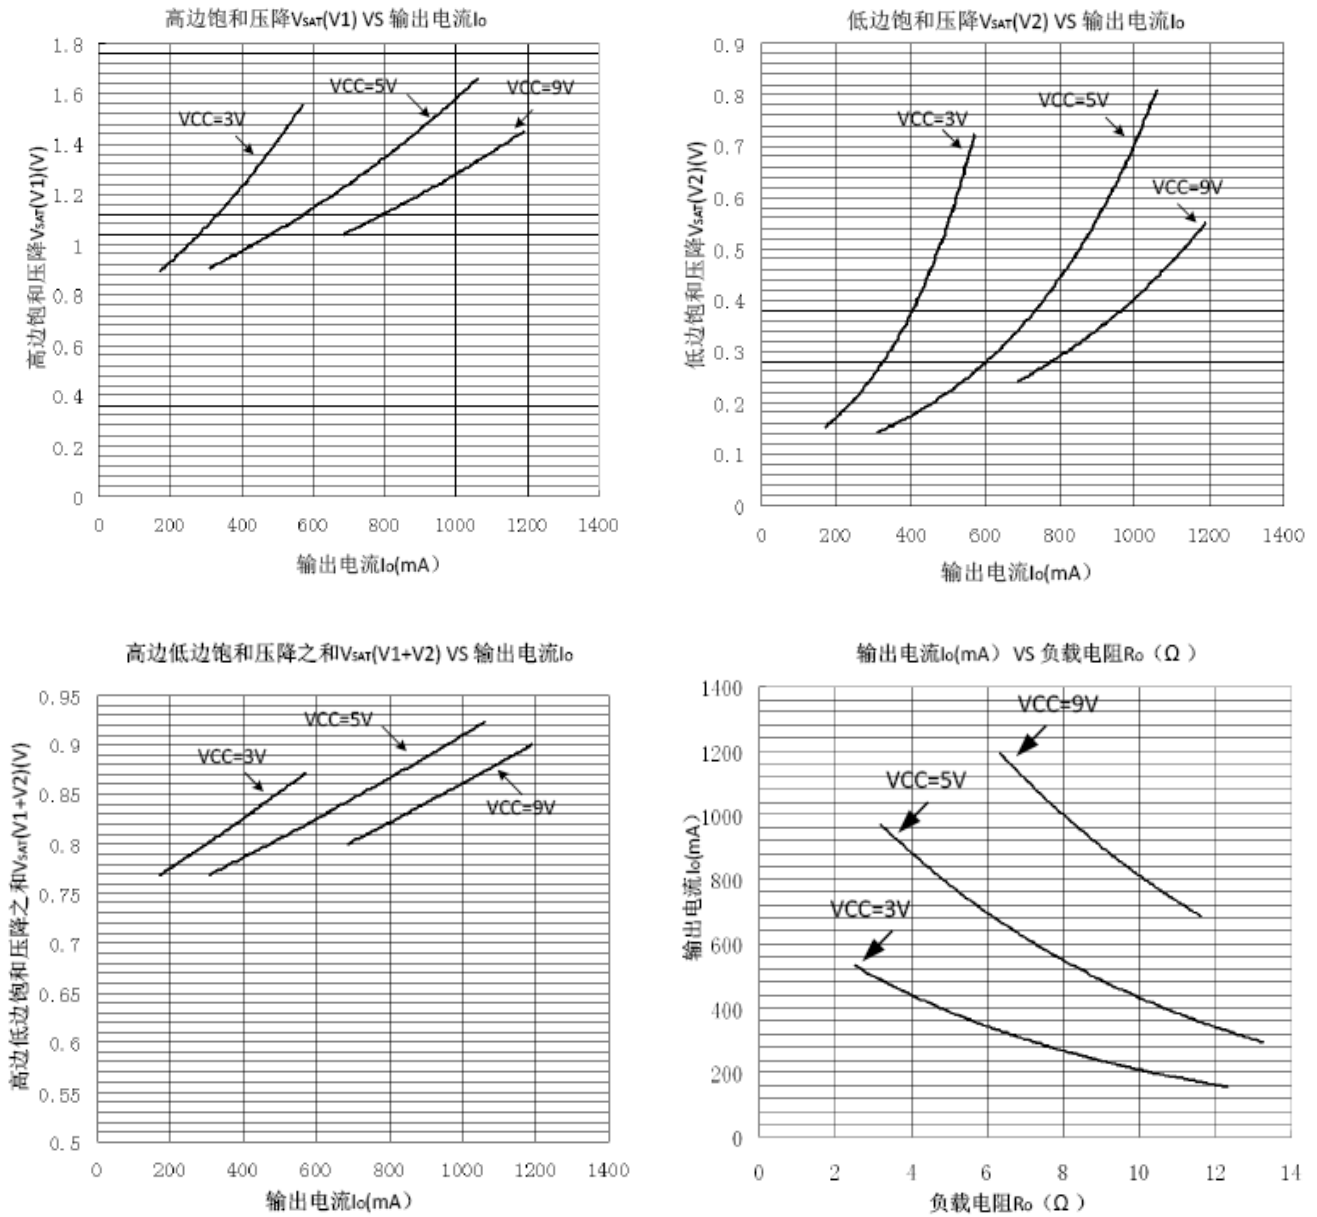 高边饱和压降VSAT(V1) VS 输出电流Io
1.8
1.6
1.4
1.2
1
0.8
0.6
0.4
0.2
0
高边饱和压降VSAT(V1)(V)
VCC=3V
VCC=5V
VCC=9V
0 200 400 600 800 1000 1200 1400
输出电流Io(mA)
低边饱和压降VSAT(V2) VS 输出电流Io
0.9
0.8
0.7
0.6
0.5
0.4
0.3
0.2
0.1
0
低边饱和压降VSAT(V2)(V)
VCC=3V
VCC=5V
VCC=9V
0 200 400 600 800 1000 1200 1400
输出电流Io(mA)
高边低边饱和压降之和VSAT(V1+V2) VS 输出电流Io
0.95
0.9
0.85
0.8
0.75
0.7
0.65
0.6
0.55
0.5
高边低边饱和压降之和VSAT(V1+V2)(V)
VCC=3V
VCC=5V
VCC=9V
0 200 400 600 800 1000 1200 1400
输出电流Io(mA)
输出电流Io(mA) VS 负载电阻Ro(Ω)
1400
1200
1000
800
600
400
200
0
输出电流Io(mA)
VCC=9V
VCC=5V
VCC=3V
0 2 4 6 8 10 12 14
负载电阻Ro(Ω)